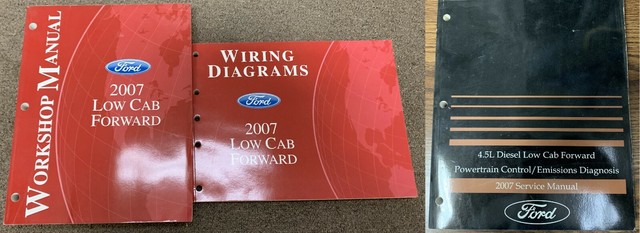 WORKSHOP MANUAL
Ford
2007
LOW CAB
FORWARD
WIRING
DIAGRAMS
Ford
2007
LOW CAB
FORWARD
4.5L Diesel Low Cab Forward
Powertrain Control/Emissions Diagnosis
2007 Service Manual
Ford